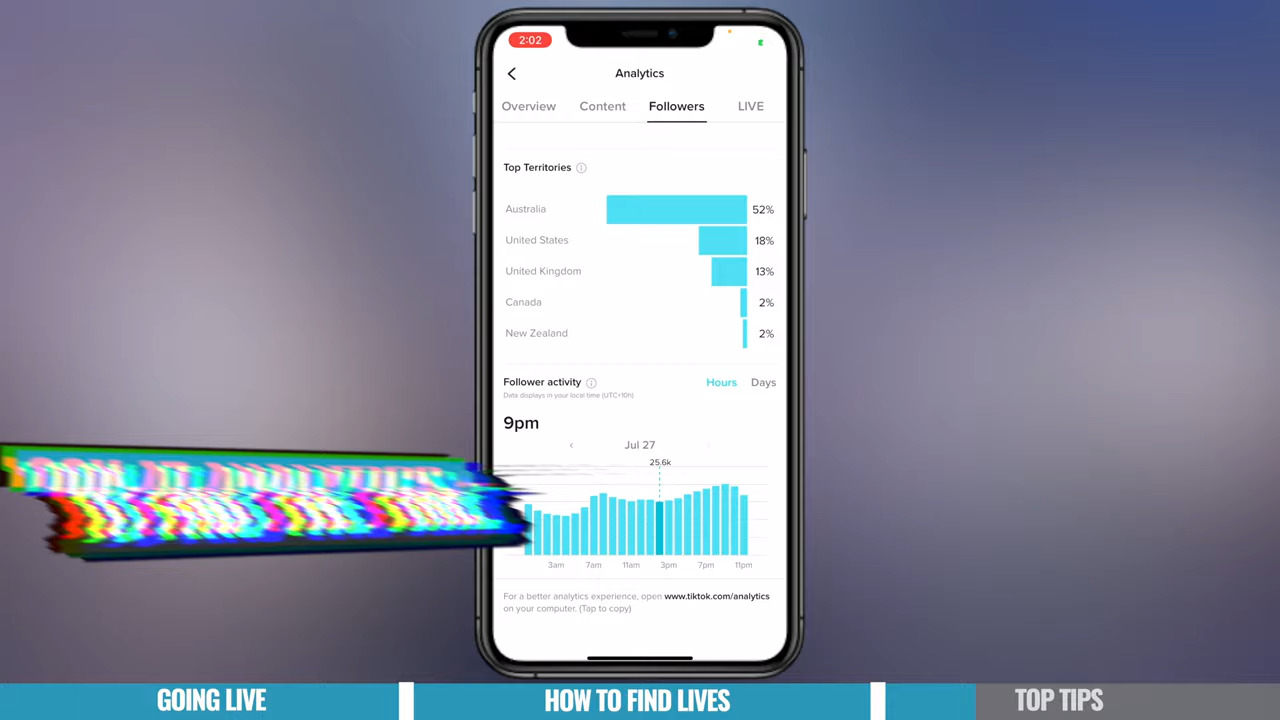 2:02
Analytics
Overview Content Followers LIVE
Top Territories
Australia 52%
United States 18%
United Kingdom 13%
Canada 2%
New Zealand 2%
Follower activity Hours Days
Data displays in your local time (UTC+10h)
9pm
Jul 27
25.6k
3am 7am 11am 3pm 7pm 11pm
For a better analytics experience, open www.tiktok.com/analytics
on your computer. (Tap to copy)
GOING LIVE HOW TO FIND LIVES TOP TIPS